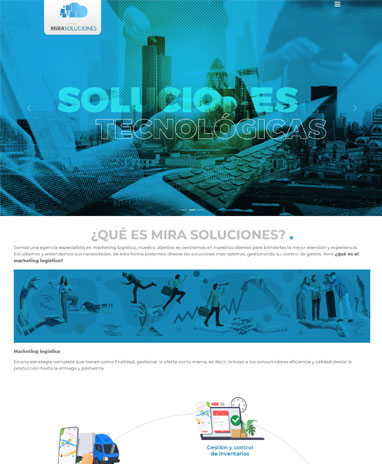 MiRASOLUCIONES
SOLUCIONES
TECNOLÓGICAS
¿QUÉ ES MIRA SOLUCIONES?
Somos una agencia especialista en marketing logístico, nuestro objetivo es centrarnos en nuestros clientes para brindarles la mejor atención y experiencia.
Estudiamos y entendemos sus necesidades, de esta forma podemos ofrecer las soluciones más optimas, gestionando su control de gastos. Pero ¿qué es el
marketing logístico?
Marketing logístico
Es una estrategia completa que tienen como finalidad, gestionar la oferta como marca, es decir, brindar a los consumidores eficiencia y calidad desde la
producción hasta la entrega y postventa.
Gestión y control
de inventarios